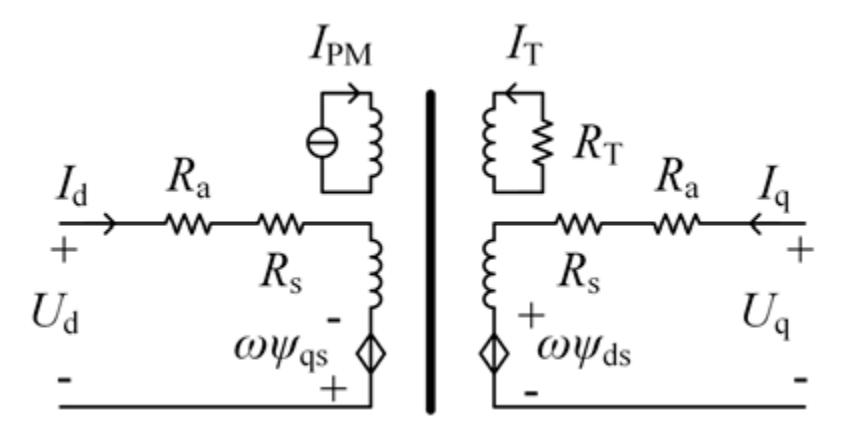 I_PM I_T
R_T
I_d R_a R_a I_q
+ R_s R_s +
U_d - + U_q
ωψ_qs ωψ_ds
- + - -